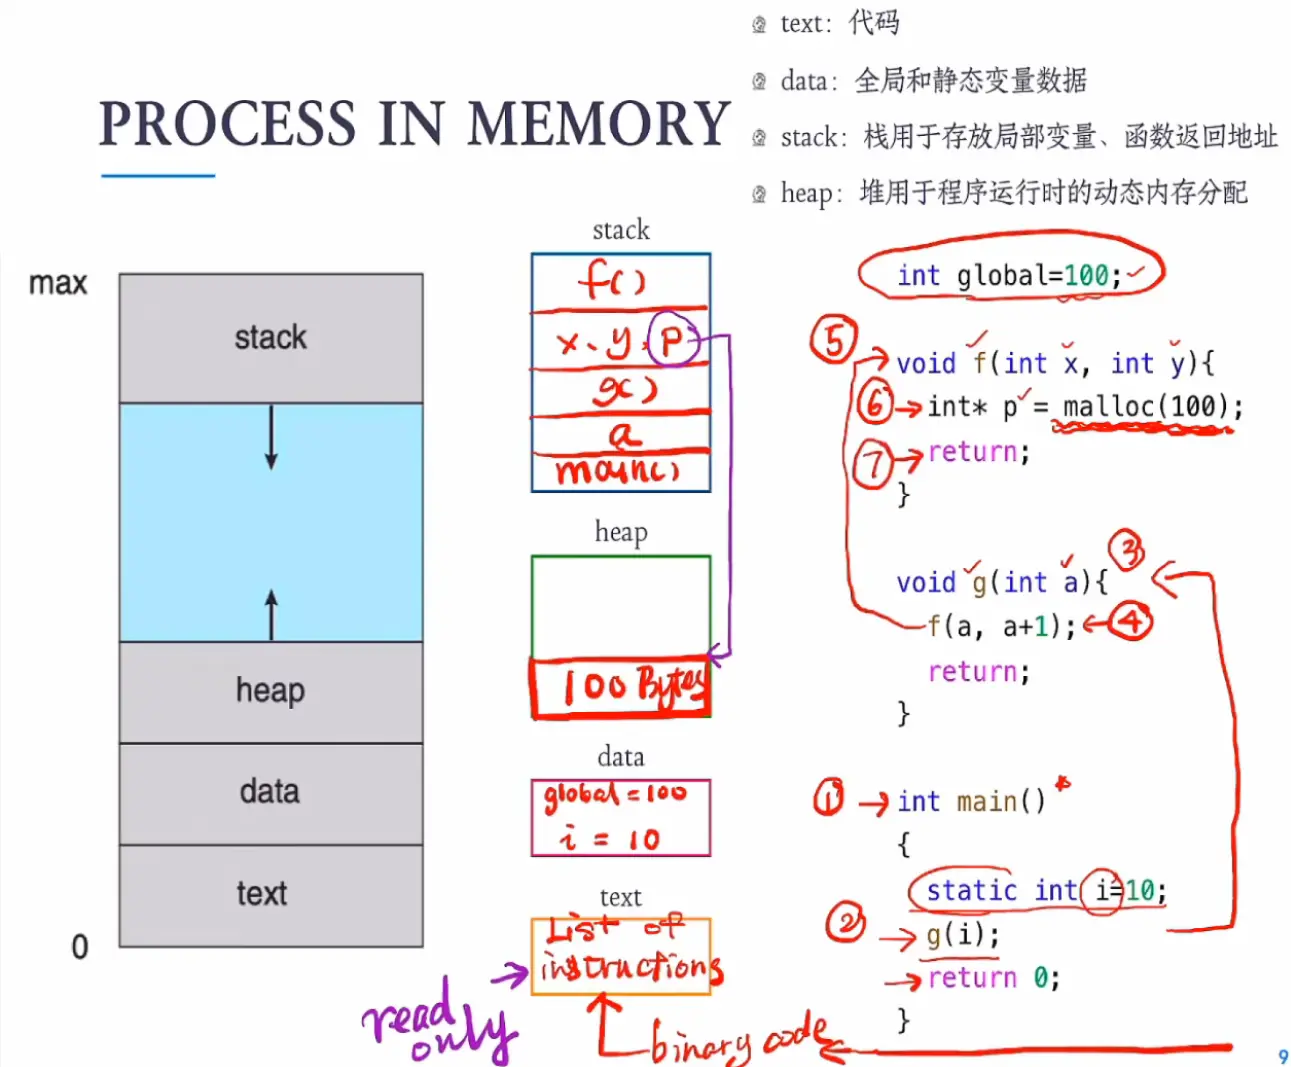 text: 代码
data: 全局和静态变量数据
stack: 栈用于存放局部变量、函数返回地址
heap: 堆用于程序运行时的动态内存分配
PROCESS IN MEMORY
max
stack
heap
data
text
0
stack
f()
x、y、p
g()
a
main()
heap
100 Bytes
data
global=100
i = 10
text
List of
instructions
read
only
binary code
int global=100;
⑤
void f(int x, int y){
⑥
int* p = malloc(100);
⑦
return;
}
③
void g(int a){
f(a, a+1);
④
return;
}
①
int main()
{
static int i=10;
②
g(i);
return 0;
}
9